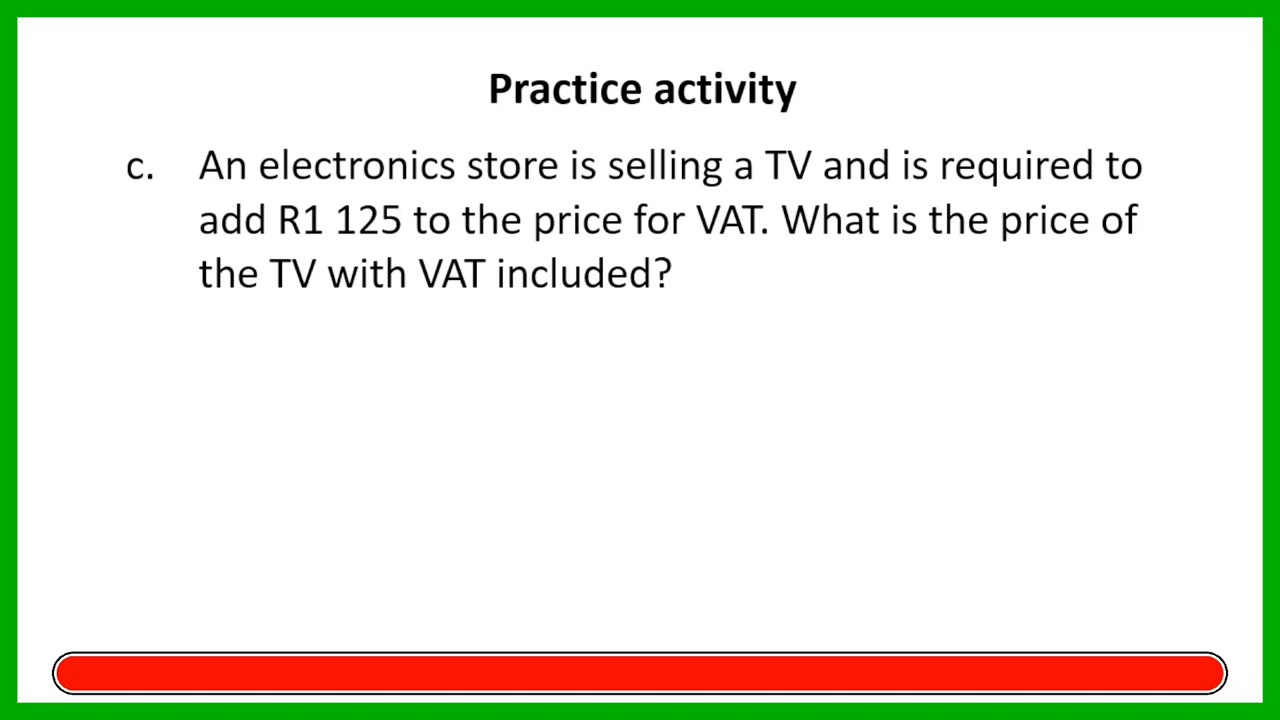 Practice activity
c. An electronics store is selling a TV and is required to
add R1 125 to the price for VAT. What is the price of
the TV with VAT included?